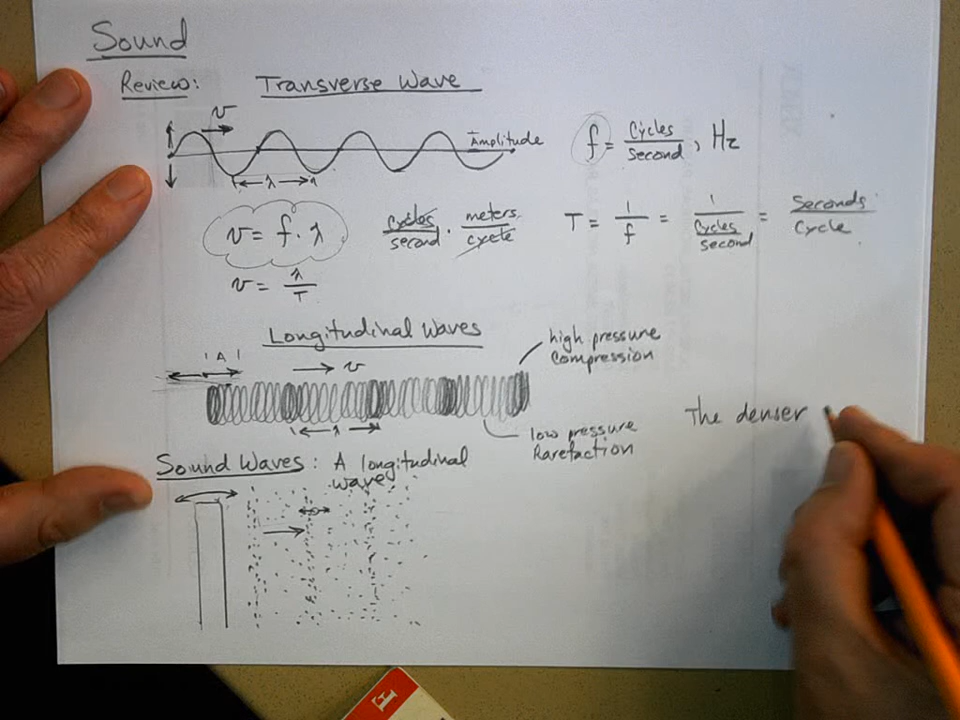 Sound
Review: Transverse Wave
v
Amplitude
λ
f = cycles/second, Hz
v = f · λ
cycles/second · meters/cycle
T = 1/f = 1/cycles/second = Seconds/cycle
v = λ/T
Longitudinal Waves
high pressure
compression
A
v
λ
The denser
low pressure
Rarefaction
Sound Waves: A longitudinal
wave
E